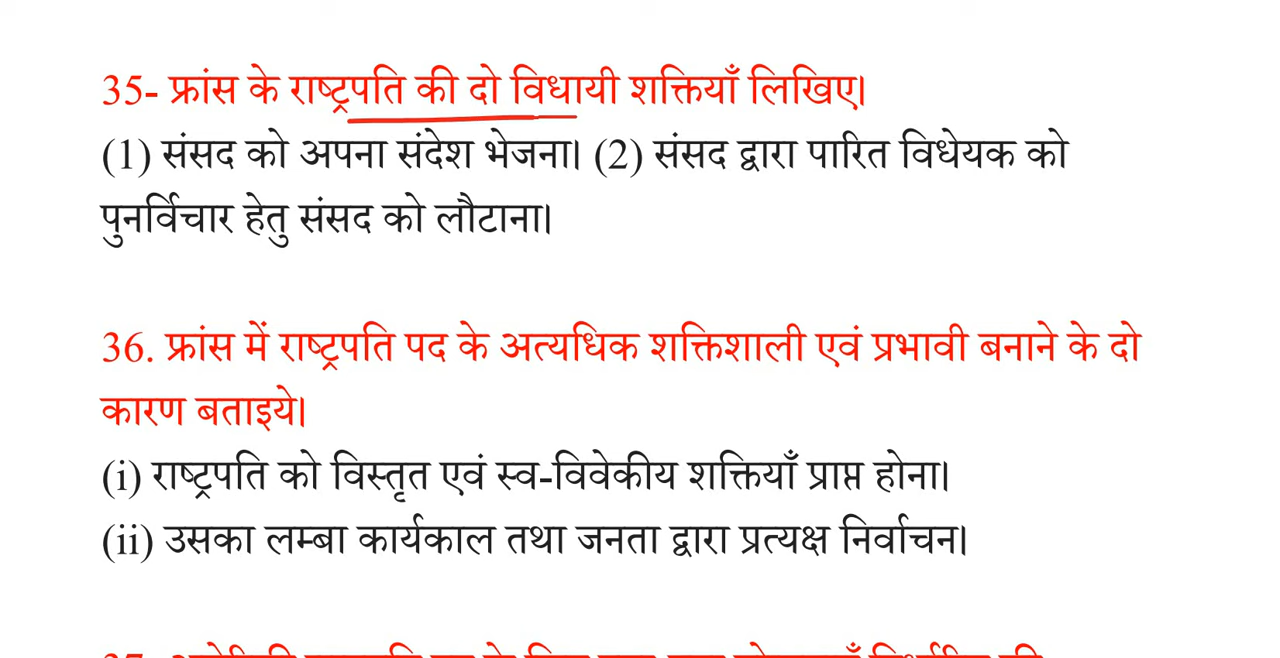 35- फ्रांस के राष्ट्रपति की दो विधायी शक्तियाँ लिखिए।
(1) संसद को अपना संदेश भेजना। (2) संसद द्वारा पारित विधेयक को
पुनर्विचार हेतु संसद को लौटाना।
36. फ्रांस में राष्ट्रपति पद के अत्यधिक शक्तिशाली एवं प्रभावी बनाने के दो
कारण बताइये।
(i) राष्ट्रपति को विस्तृत एवं स्व-विवेकीय शक्तियाँ प्राप्त होना।
(ii) उसका लम्बा कार्यकाल तथा जनता द्वारा प्रत्यक्ष निर्वाचन।